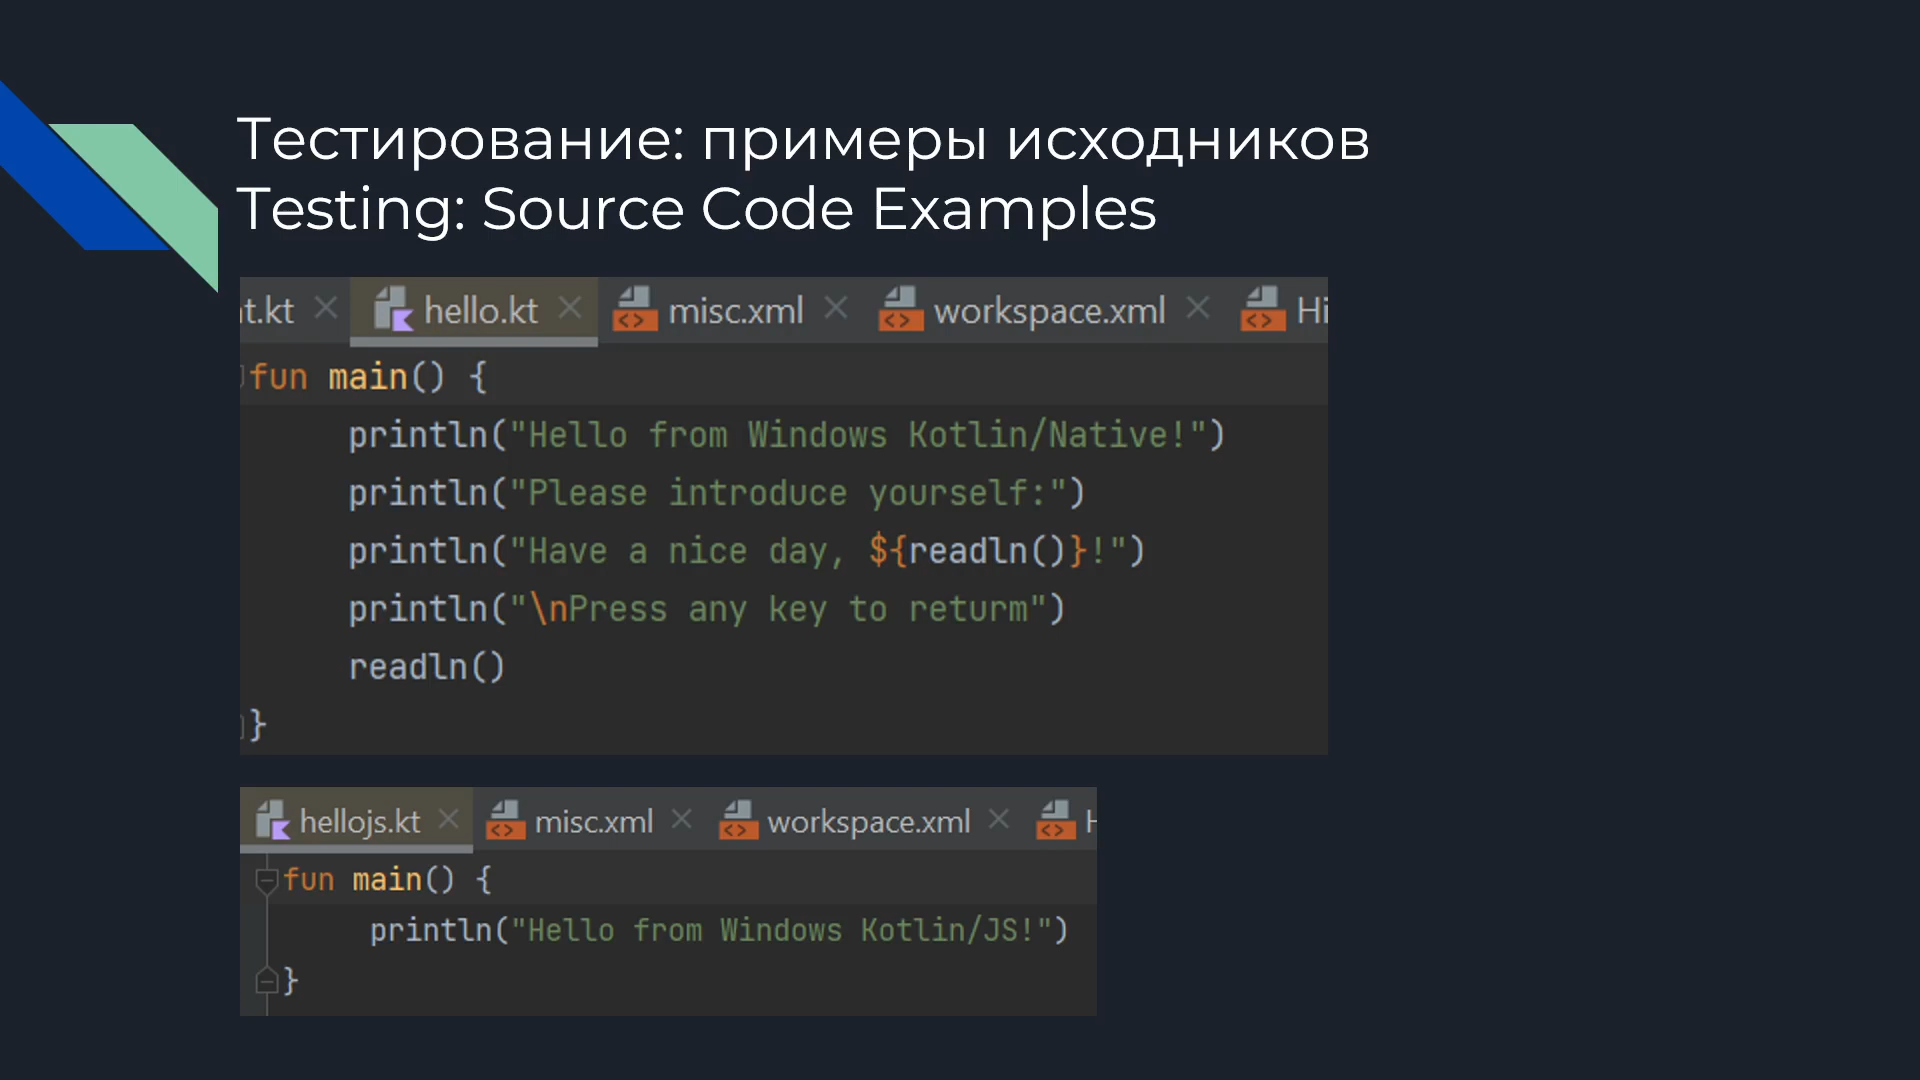 Тестирование: примеры исходников
Testing: Source Code Examples
t.kt hello.kt misc.xml workspace.xml Hi
fun main() {
println("Hello from Windows Kotlin/Native!")
println("Please introduce yourself:")
println("Have a nice day, ${readln()}!")
println("\nPress any key to returm")
readln()
}
hellojs.kt misc.xml workspace.xml
fun main() {
println("Hello from Windows Kotlin/JS!")
}